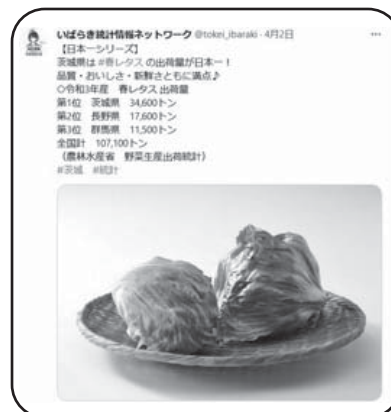 いばらき統計情報ネットワーク @tokei_ibaraki・4月2日
【日本一シリーズ】
茨城県は #春レタス の出荷量が日本一！
品質・おいしさ・新鮮さともに満点♪
○令和3年産　春レタス 出荷量
第1位　茨城県　34,600トン
第2位　長野県　17,600トン
第3位　群馬県　11,500トン
全国計　107,100トン
（農林水産省　野菜生産出荷統計）
#茨城　#統計